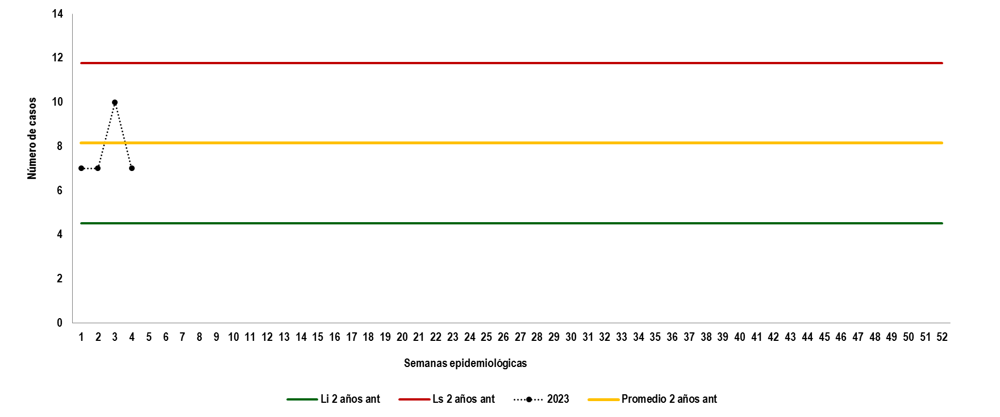 14
12
10
8
6
4
2
0
Número de casos
1 2 3 4 5 6 7 8 9 10 11 12 13 14 15 16 17 18 19 20 21 22 23 24 25 26 27 28 29 30 31 32 33 34 35 36 37 38 39 40 41 42 43 44 45 46 47 48 49 50 51 52
Semanas epidemiológicas
Li 2 años ant Ls 2 años ant 2023 Promedio 2 años ant